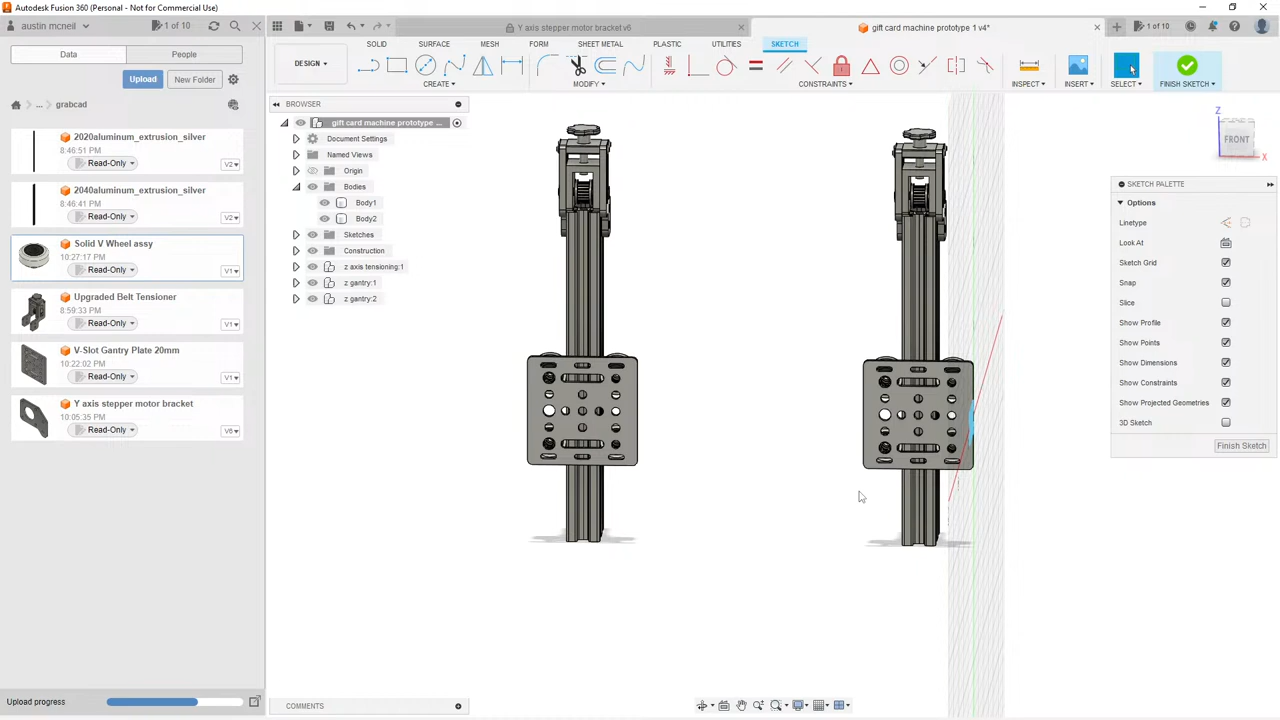 Autodesk Fusion 360 (Personal - Not for Commercial Use)
austin mcneil
1 of 10
Y axis stepper motor bracket v6
gift card machine prototype 1 v4*
1 of 10
Data
People
Upload
New Folder
... grabcad
2020aluminum_extrusion_silver
8:46:51 PM
Read-Only
V2
2040aluminum_extrusion_silver
8:46:41 PM
Read-Only
V2
Solid V Wheel assy
10:27:17 PM
Read-Only
V1
Upgraded Belt Tensioner
8:59:33 PM
Read-Only
V1
V-Slot Gantry Plate 20mm
10:22:02 PM
Read-Only
V1
Y axis stepper motor bracket
10:05:35 PM
Read-Only
V6
Upload progress
SOLID
SURFACE
MESH
FORM
SHEET METAL
PLASTIC
UTILITIES
SKETCH
DESIGN
CREATE
MODIFY
CONSTRAINTS
INSPECT
INSERT
SELECT
FINISH SKETCH
BROWSER
gift card machine prototype ...
Document Settings
Named Views
Origin
Bodies
Body1
Body2
Sketches
Construction
z axis tensioning:1
z gantry:1
z gantry:2
Z
FRONT
X
SKETCH PALETTE
Options
Linetype
Look At
Sketch Grid
Snap
Slice
Show Profile
Show Points
Show Dimensions
Show Constraints
Show Projected Geometries
3D Sketch
Finish Sketch
COMMENTS